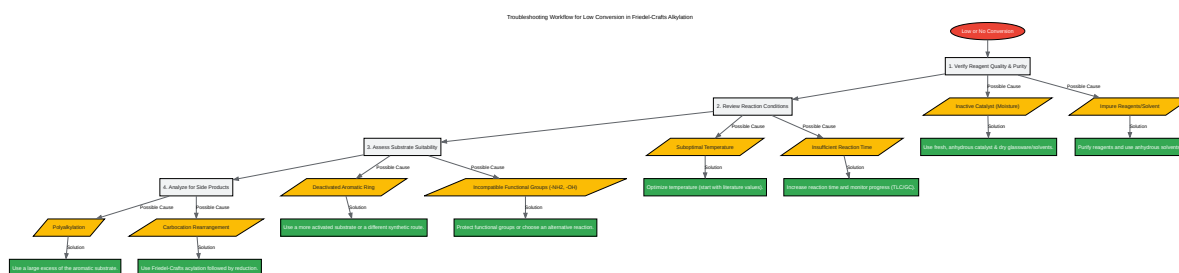 Troubleshooting Workflow for Low Conversion in Friedel-Crafts Alkylation
Low or No Conversion
1. Verify Reagent Quality & Purity
Possible Cause
Possible Cause
2. Review Reaction Conditions
Inactive Catalyst (Moisture)
Impure Reagents/Solvent
Possible Cause
Possible Cause
Solution
Solution
3. Assess Substrate Suitability
Suboptimal Temperature
Insufficient Reaction Time
Use fresh, anhydrous catalyst & dry glassware/solvents.
Purify reagents and use anhydrous solvents
Possible Cause
Possible Cause
Solution
Solution
4. Analyze for Side Products
Deactivated Aromatic Ring
Incompatible Functional Groups (-NH2, -OH)
Optimize temperature (start with literature values).
Increase reaction time and monitor progress (TLC/GC).
Possible Cause
Possible Cause
Solution
Solution
Polyalkylation
Carbocation Rearrangement
Use a more activated substrate or a different synthetic route.
Protect functional groups or choose an alternative reaction.
Solution
Solution
Use a large excess of the aromatic substrate.
Use Friedel-Crafts acylation followed by reduction.